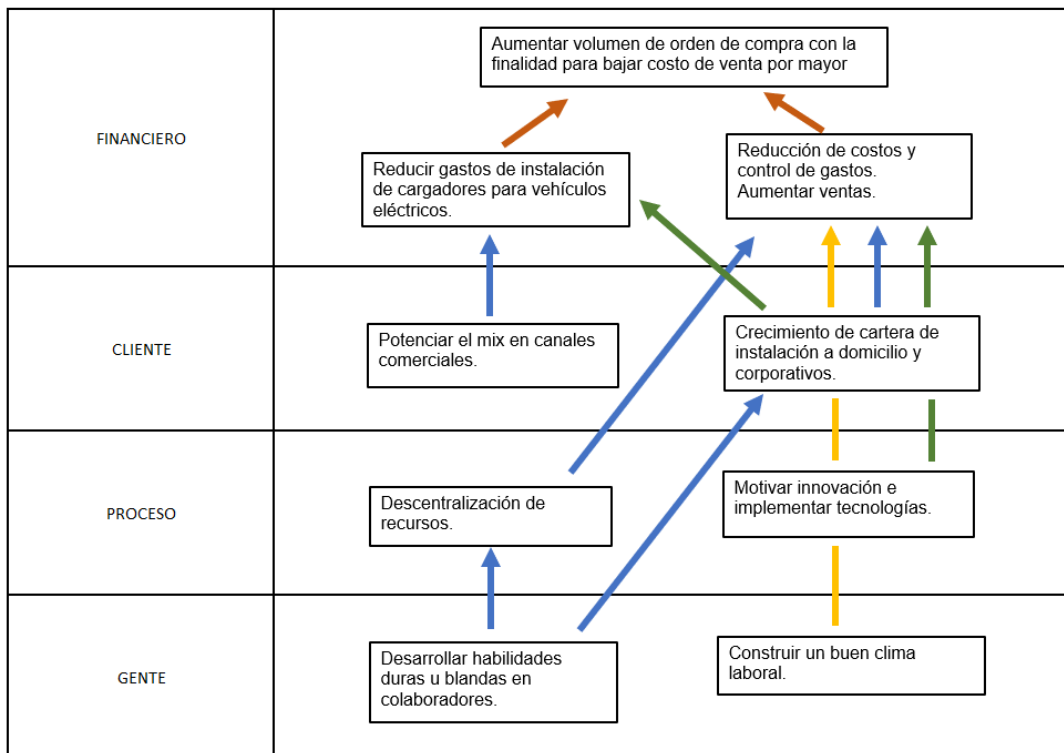 Aumentar volumen de orden de compra con la
finalidad para bajar costo de venta por mayor
FINANCIERO
Reducir gastos de instalación
de cargadores para vehículos
eléctricos.
Reducción de costos y
control de gastos.
Aumentar ventas.
CLIENTE
Potenciar el mix en canales
comerciales.
Crecimiento de cartera de
instalación a domicilio y
corporativos.
PROCESO
Descentralización de
recursos.
Motivar innovación e
implementar tecnologías.
GENTE
Desarrollar habilidades
duras u blandas en
colaboradores.
Construir un buen clima
laboral.